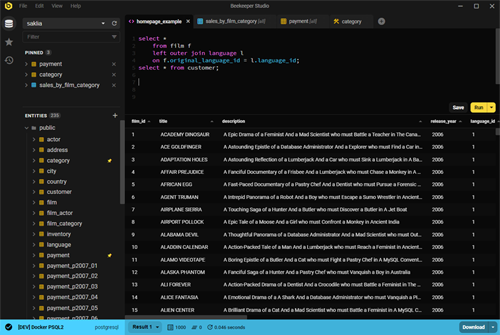 Beekeeper Studio
File Edit View Help
saklia
Filter
PINNED 3
payment
category
sales_by_film_category
ENTITIES 235
public
actor
address
category
city
country
customer
film
film_actor
film_category
inventory
language
payment
payment_p2007_01
payment_p2007_02
payment_p2007_03
payment_p2007_04
payment_p2007_05
payment_p2007_06
[DEV] Docker PSQL2 postgresql
homepage_example sales_by_film_category [all] payment [all] category
1 select *
2 from film f
3 left outer join language l
4 on f.original_language_id = l.language_id;
5 select * from customer;
6
7
8
Save Run
film_id title description release_year language_id
1 ACADEMY DINOSAUR A Epic Drama of a Feminist And a Mad Scientist who must Battle a Teacher in The Cana... 2006 1
2 ACE GOLDFINGER A Astounding Epistle of a Database Administrator And a Explorer who must Find a Car in... 2006 1
3 ADAPTATION HOLES A Astounding Reflection of a Lumberjack And a Car who must Sink a Lumberjack in A Ba... 2006 1
4 AFFAIR PREJUDICE A Fanciful Documentary of a Frisbee And a Lumberjack who must Chase a Monkey in A... 2006 1
5 AFRICAN EGG A Fast-Paced Documentary of a Pastry Chef And a Dentist who must Pursue a Forensic ... 2006 1
6 AGENT TRUMAN A Intrepid Panorama of a Robot And a Boy who must Escape a Sumo Wrestler in Ancient... 2006 1
7 AIRPLANE SIERRA A Touching Saga of a Hunter And a Butler who must Discover a Butler in A Jet Boat 2006 1
8 AIRPORT POLLOCK A Epic Tale of a Moose And a Girl who must Confront a Monkey in Ancient India 2006 1
9 ALABAMA DEVIL A Thoughtful Panorama of a Database Administrator And a Mad Scientist who must Out... 2006 1
10 ALADDIN CALENDAR A Action-Packed Tale of a Man And a Lumberjack who must Reach a Feminist in Ancient... 2006 1
11 ALAMO VIDEOTAPE A Boring Epistle of a Butler And a Cat who must Fight a Pastry Chef in A MySQL Convent... 2006 1
12 ALASKA PHANTOM A Fanciful Saga of a Hunter And a Pastry Chef who must Vanquish a Boy in Australia 2006 1
13 ALI FOREVER A Action-Packed Drama of a Dentist And a Crocodile who must Battle a Feminist in The ... 2006 1
14 ALICE FANTASIA A Emotional Drama of a A Shark And a Database Administrator who must Vanquish a Pi... 2006 1
15 ALIEN CENTER A Brilliant Drama of a Cat And a Mad Scientist who must Battle a Feminist in A MySQL ... 2006 1
Result 1 1000 0 0.046 seconds Download